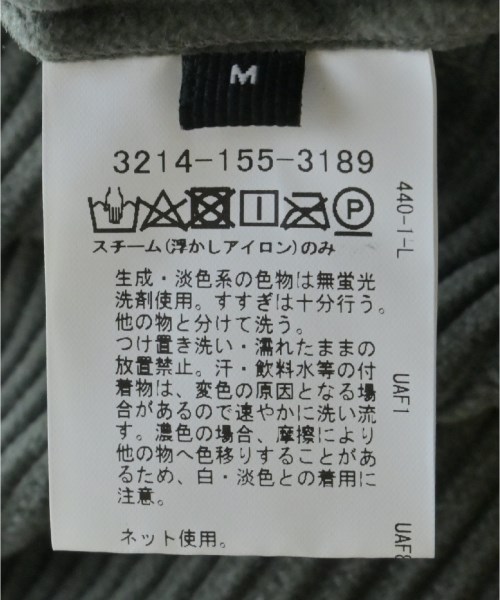 M
3214-155-3189
P
スチーム(浮かしアイロン)のみ
生成・淡色系の色物は無蛍光
洗剤使用。すすぎは十分行う。
他の物と分けて洗う。
つけ置き洗い・濡れたままの
放置禁止。汗・飲料水等の付
着物は、変色の原因となる場
合があるので速やかに洗い流
す。濃色の場合、摩擦により
他の物へ色移りすることがあ
るため、白・淡色との着用に
注意。
ネット使用。
440-1-L
UAF1